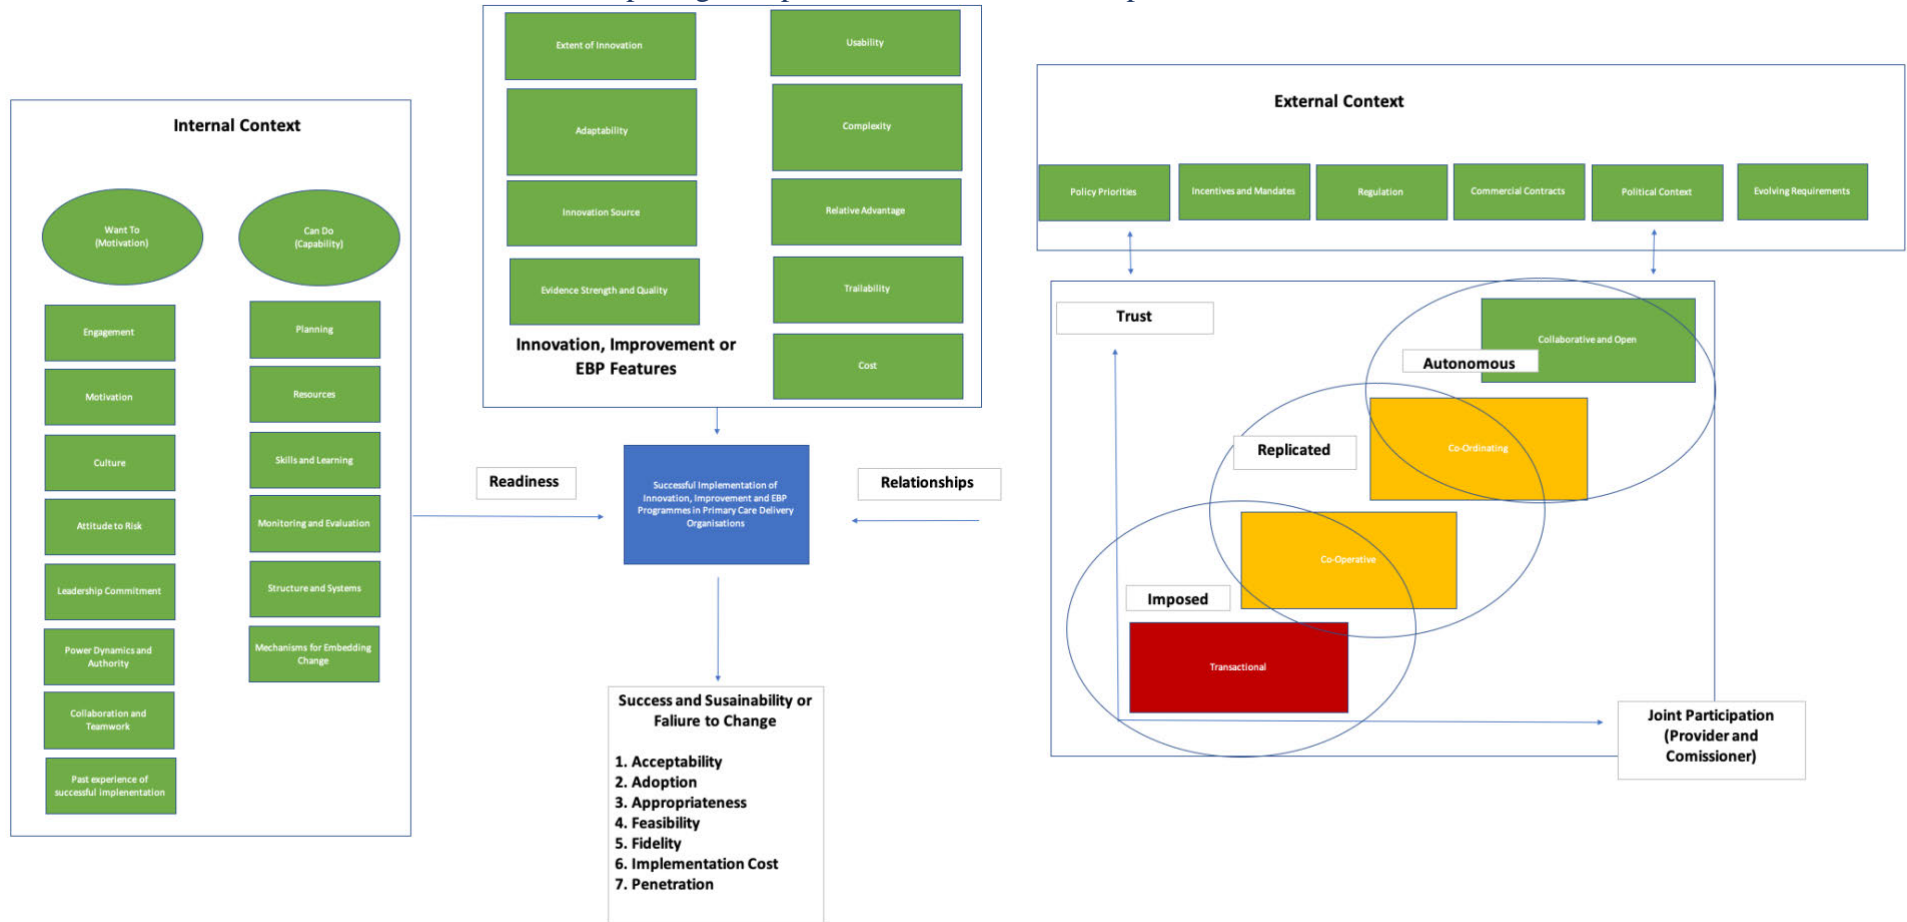 Internal Context
Want To
(Motivation)
Can Do
(Capability)
Engagement
Motivation
Culture
Attitude to Risk
Leadership Commitment
Power Dynamics and
Authority
Collaboration and
Teamwork
Past experience of
successful implenentation
Planning
Resources
Skills and Learning
Monitoring and Evaluation
Structure and Systems
Mechanisms for Embedding
Change
Extent of Innovation
Adaptability
Innovation Source
Evidence Strength and Quality
Usability
Complexity
Relative Advantage
Trailability
Cost
Innovation, Improvement or
EBP Features
Readiness
Successful Implementation of
Innovation, Improvement and EBP
Programmes in Primary Care Delivery
Organisations
Relationships
Success and Susainability or
Faliure to Change
1. Acceptability
2. Adoption
3. Appropriateness
4. Feasibility
5. Fidelity
6. Implementation Cost
7. Penetration
External Context
Policy Priorities
Incentives and Mandates
Regulation
Commercial Contracts
Political Context
Evolving Requirements
Trust
Collaborative and Open
Autonomous
Replicated
Co-Ordinating
Co-Operative
Imposed
Transactional
Joint Participation
(Provider and
Comissioner)